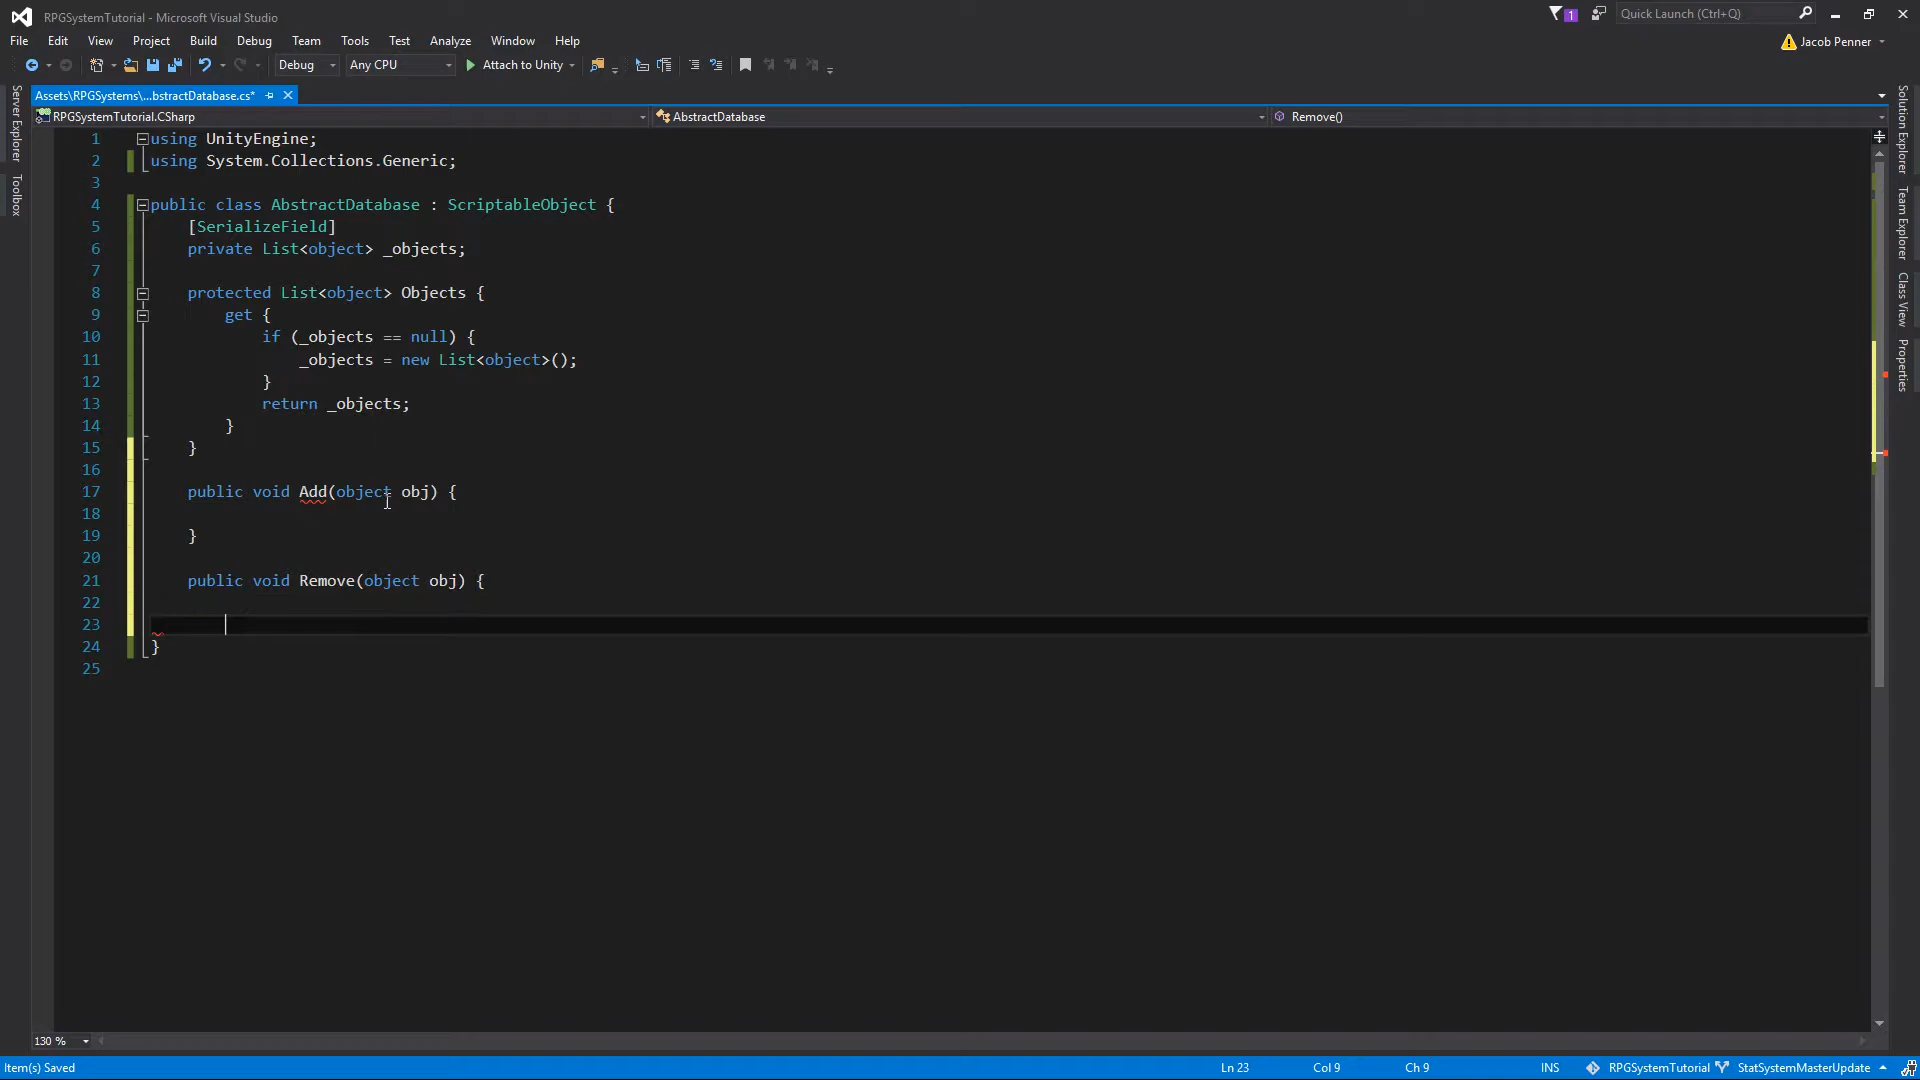 RPGSystemTutorial - Microsoft Visual Studio
1
Quick Launch (Ctrl+Q)
File Edit View Project Build Debug Team Tools Test Analyze Window Help
Jacob Penner
Debug Any CPU Attach to Unity
Assets\RPGSystems\...bstractDatabase.cs*
RPGSystemTutorial.CSharp AbstractDatabase Remove()
Server Explorer
Toolbox
Solution Explorer
Team Explorer
Class View
Properties
1 using UnityEngine;
2 using System.Collections.Generic;
3
4 public class AbstractDatabase : ScriptableObject {
5 [SerializeField]
6 private List<object> _objects;
7
8 protected List<object> Objects {
9 get {
10 if (_objects == null) {
11 _objects = new List<object>();
12 }
13 return _objects;
14 }
15 }
16
17 public void Add(object obj) {
18
19 }
20
21 public void Remove(object obj) {
22
23
24 }
25
130 %
Item(s) Saved Ln 23 Col 9 Ch 9 INS RPGSystemTutorial StatSystemMasterUpdate